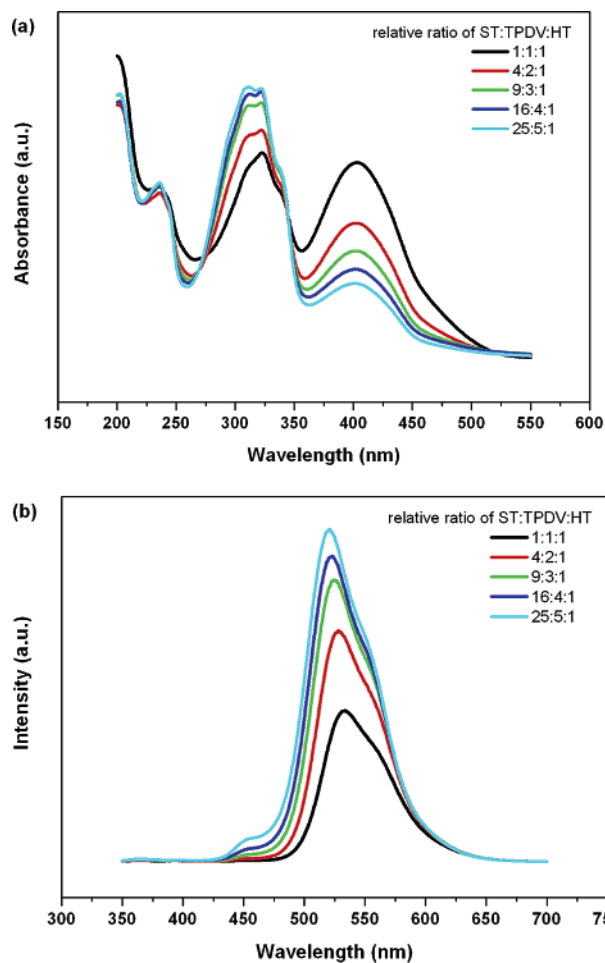 (a)
relative ratio of ST:TPDV:HT
1:1:1
4:2:1
9:3:1
16:4:1
25:5:1
Absorbance (a.u.)
150 200 250 300 350 400 450 500 550 600
Wavelength (nm)
(b)
relative ratio of ST:TPDV:HT
1:1:1
4:2:1
9:3:1
16:4:1
25:5:1
Intensity (a.u.)
300 350 400 450 500 550 600 650 700 75
Wavelength (nm)